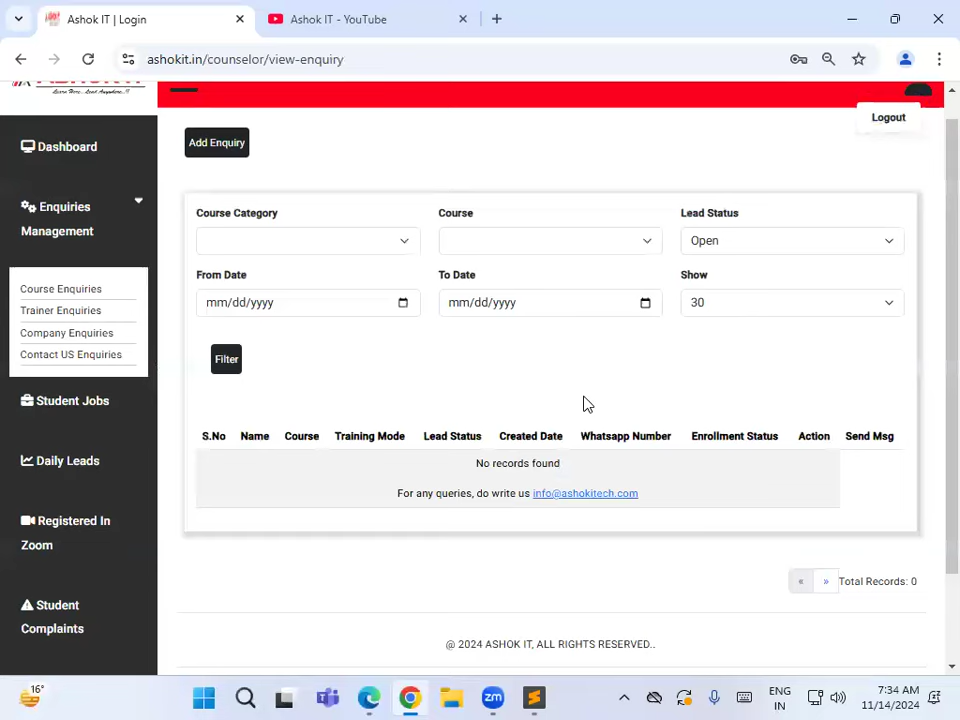 Ashok IT | Login
Ashok IT - YouTube
ashokit.in/counselor/view-enquiry
Learn Here.. Lead Anywhere..!!
Logout
Dashboard
Enquiries
Management
Course Enquiries
Trainer Enquiries
Company Enquiries
Contact US Enquiries
Student Jobs
Daily Leads
Registered In
Zoom
Student
Complaints
Add Enquiry
Course Category Course Lead Status
Open
From Date To Date Show
mm/dd/yyyy mm/dd/yyyy 30
Filter
S.No Name Course Training Mode Lead Status Created Date Whatsapp Number Enrollment Status Action Send Msg
No records found
For any queries, do write us info@ashokitech.com
« » Total Records: 0
@ 2024 ASHOK IT, ALL RIGHTS RESERVED..
16°
zm
ENG
IN
7:34 AM
11/14/2024